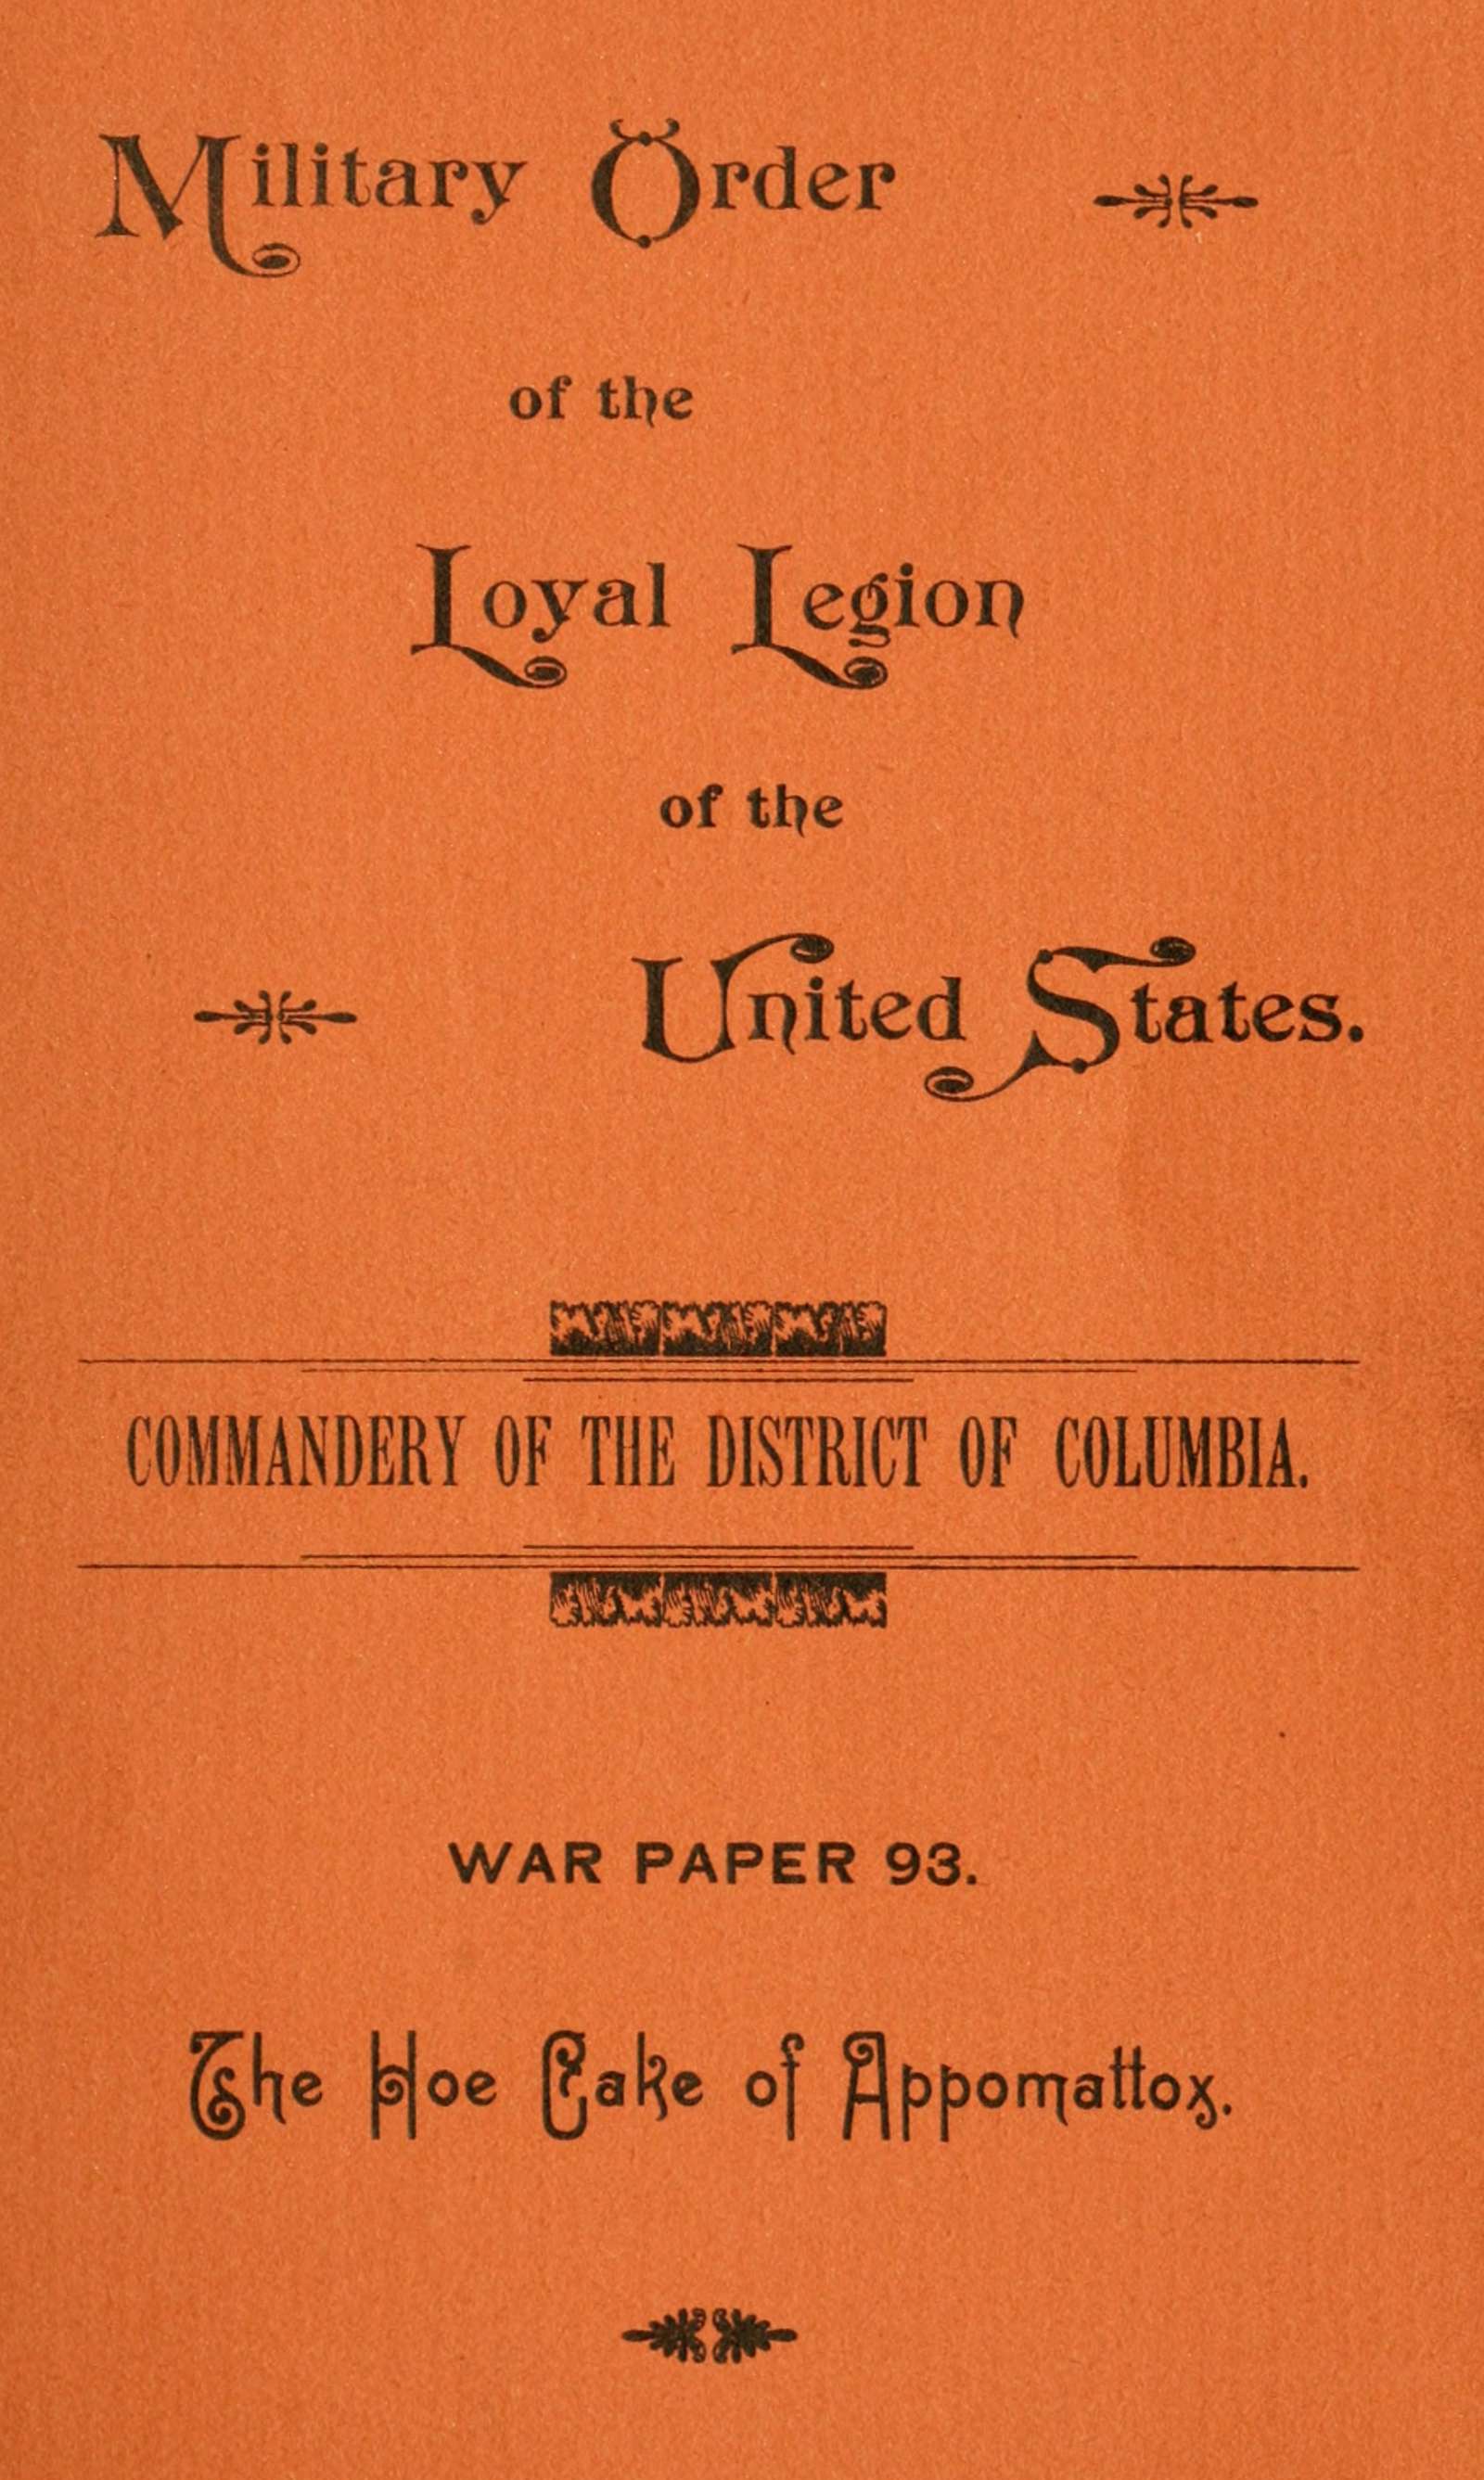 Military Order
of the
Loyal Legion
of the
United States.
COMMANDERY OF THE DISTRICT OF COLUMBIA.
WAR PAPER 93.
The Hoe Cake of Appomattox.